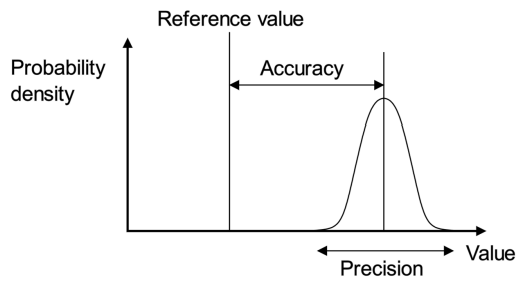 Reference value
Probability
density
Accuracy
Value
Precision